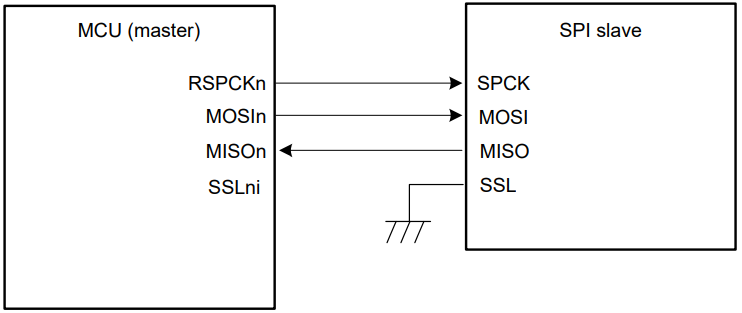 MCU (master)
SPI slave
RSPCKn
SPCK
MOSIn
MOSI
MISOn
MISO
SSLni
SSL